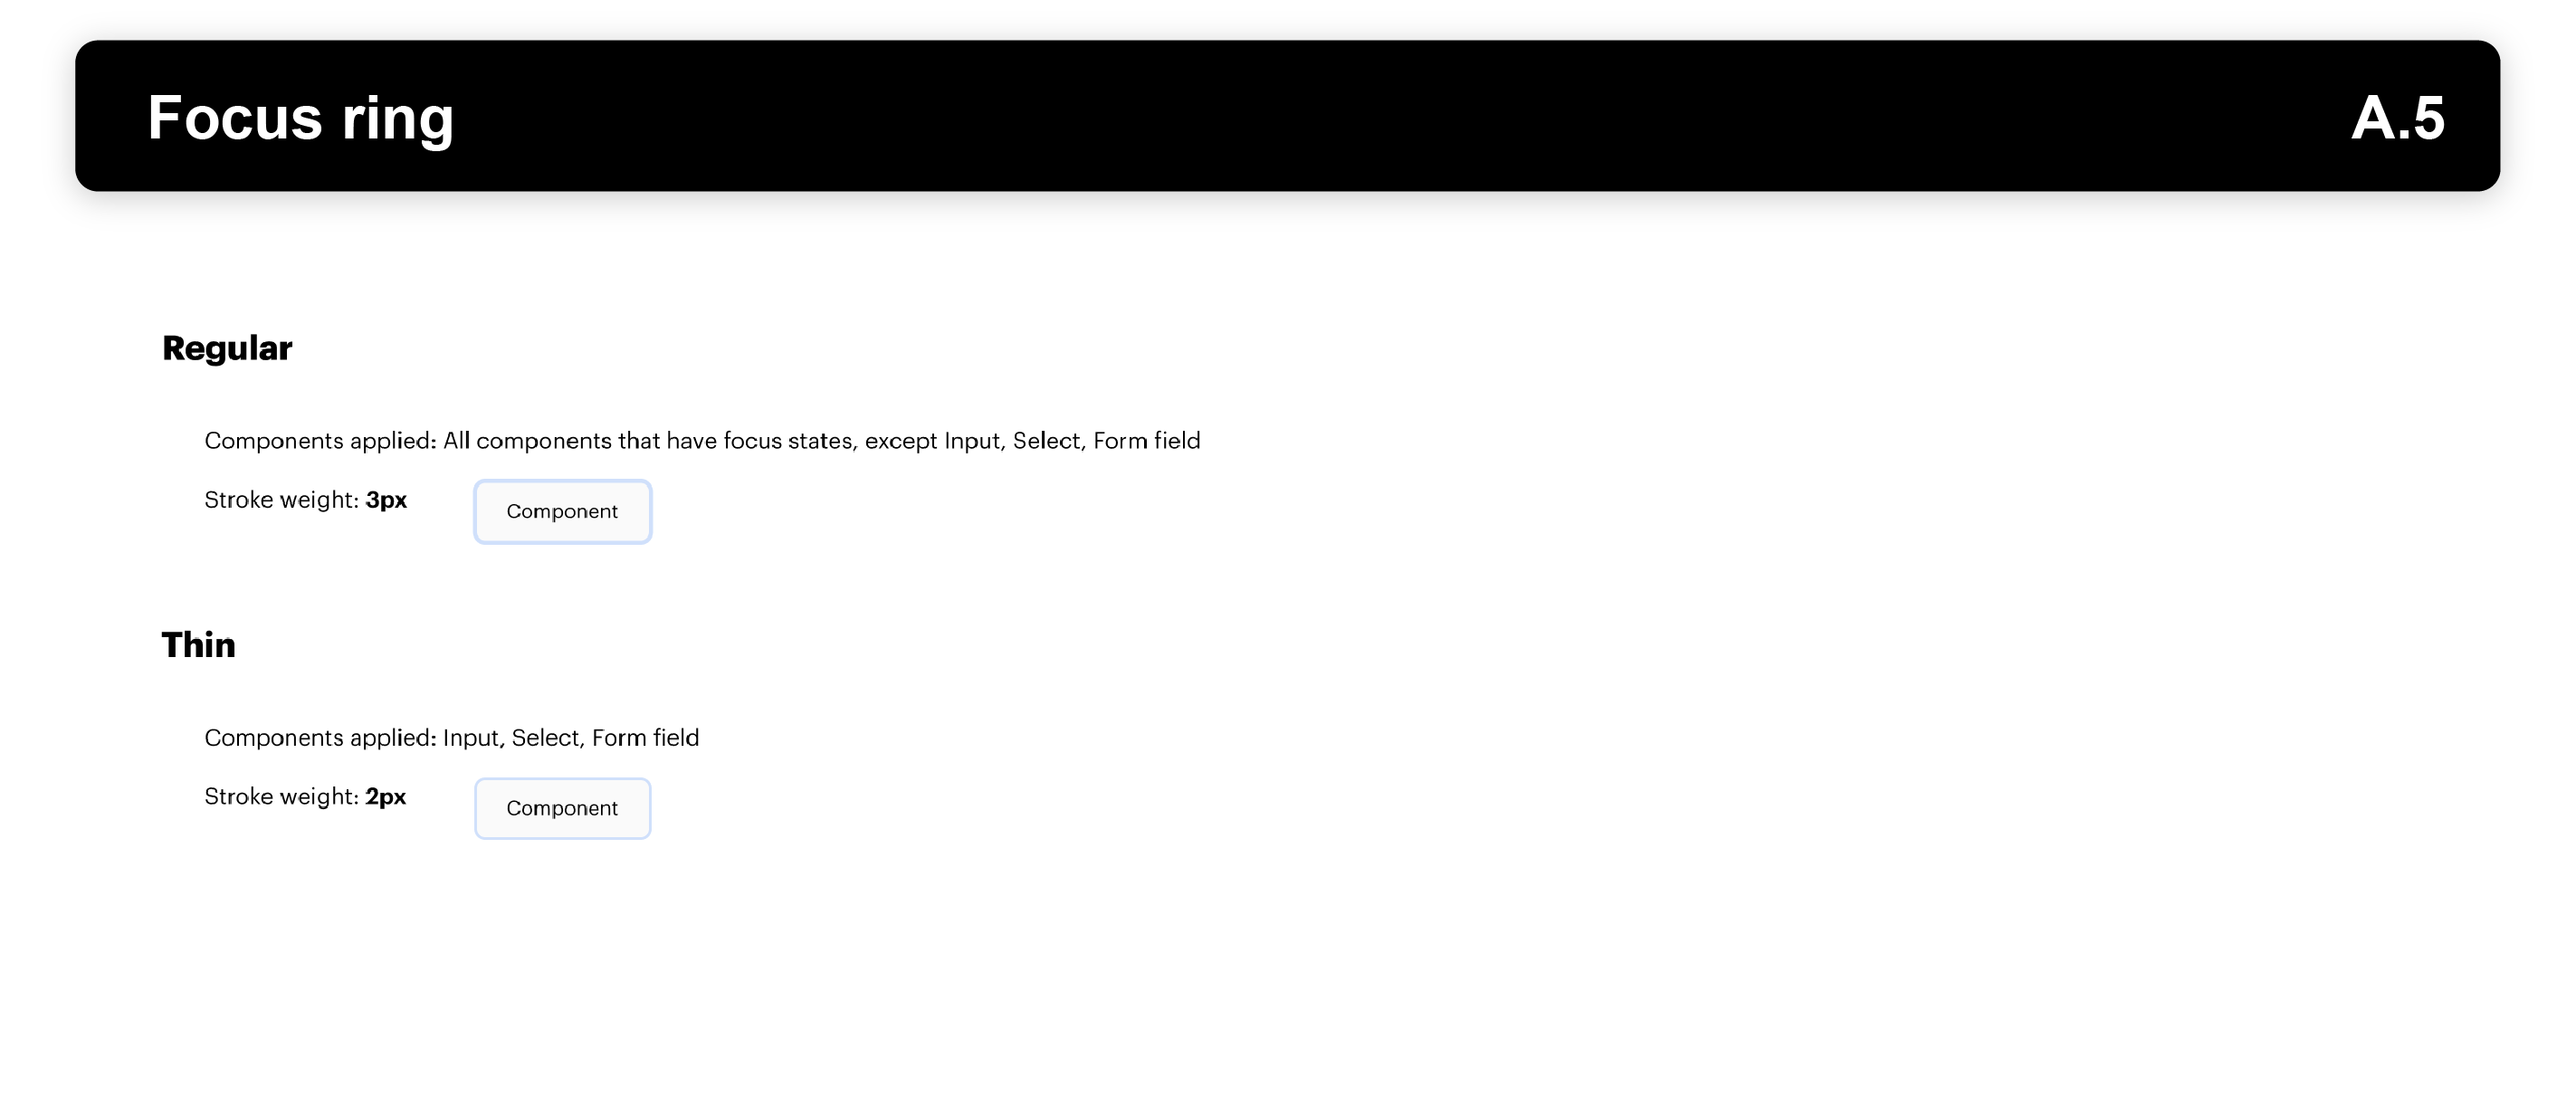 Focus ring
A.5
Regular
Components applied: All components that have focus states, except Input, Select, Form field
Stroke weight: 3px
Component
Thin
Components applied: Input, Select, Form field
Stroke weight: 2px
Component